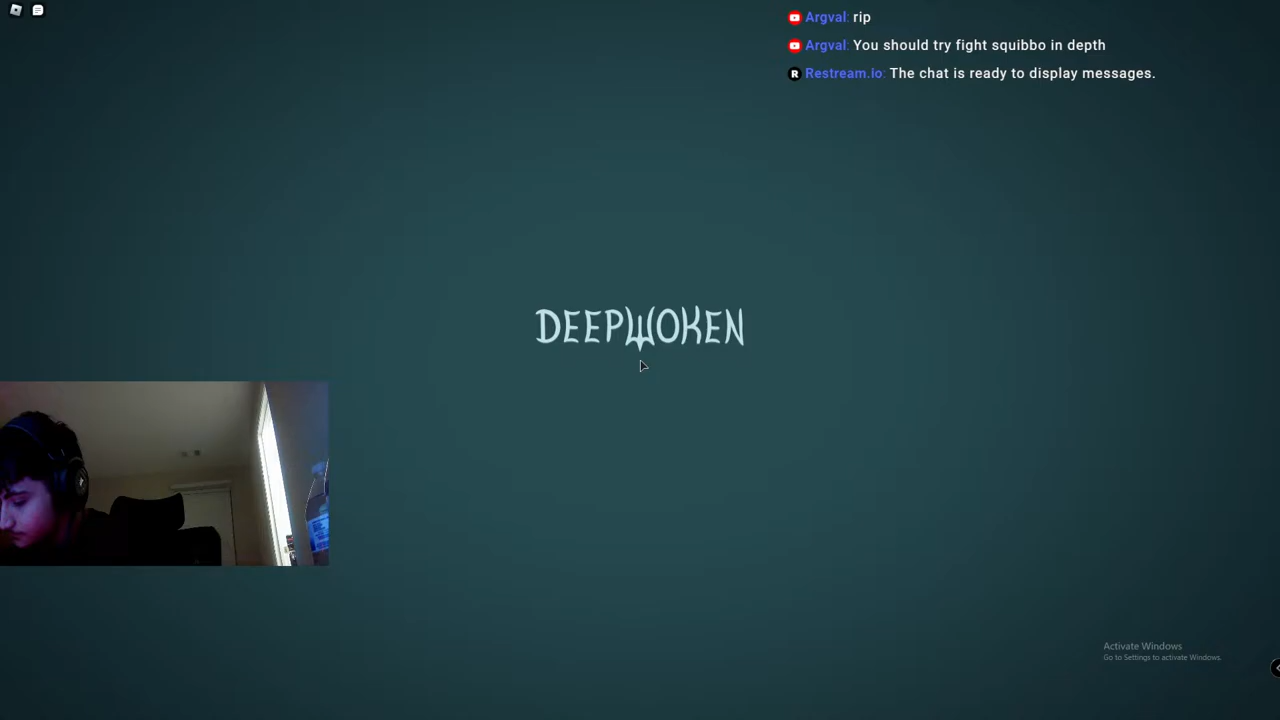 Argval: rip
Argval: You should try fight squibbo in depth
R Restream.io: The chat is ready to display messages.
DEEPWOKEN
Activate Windows
Go to Settings to activate Windows.